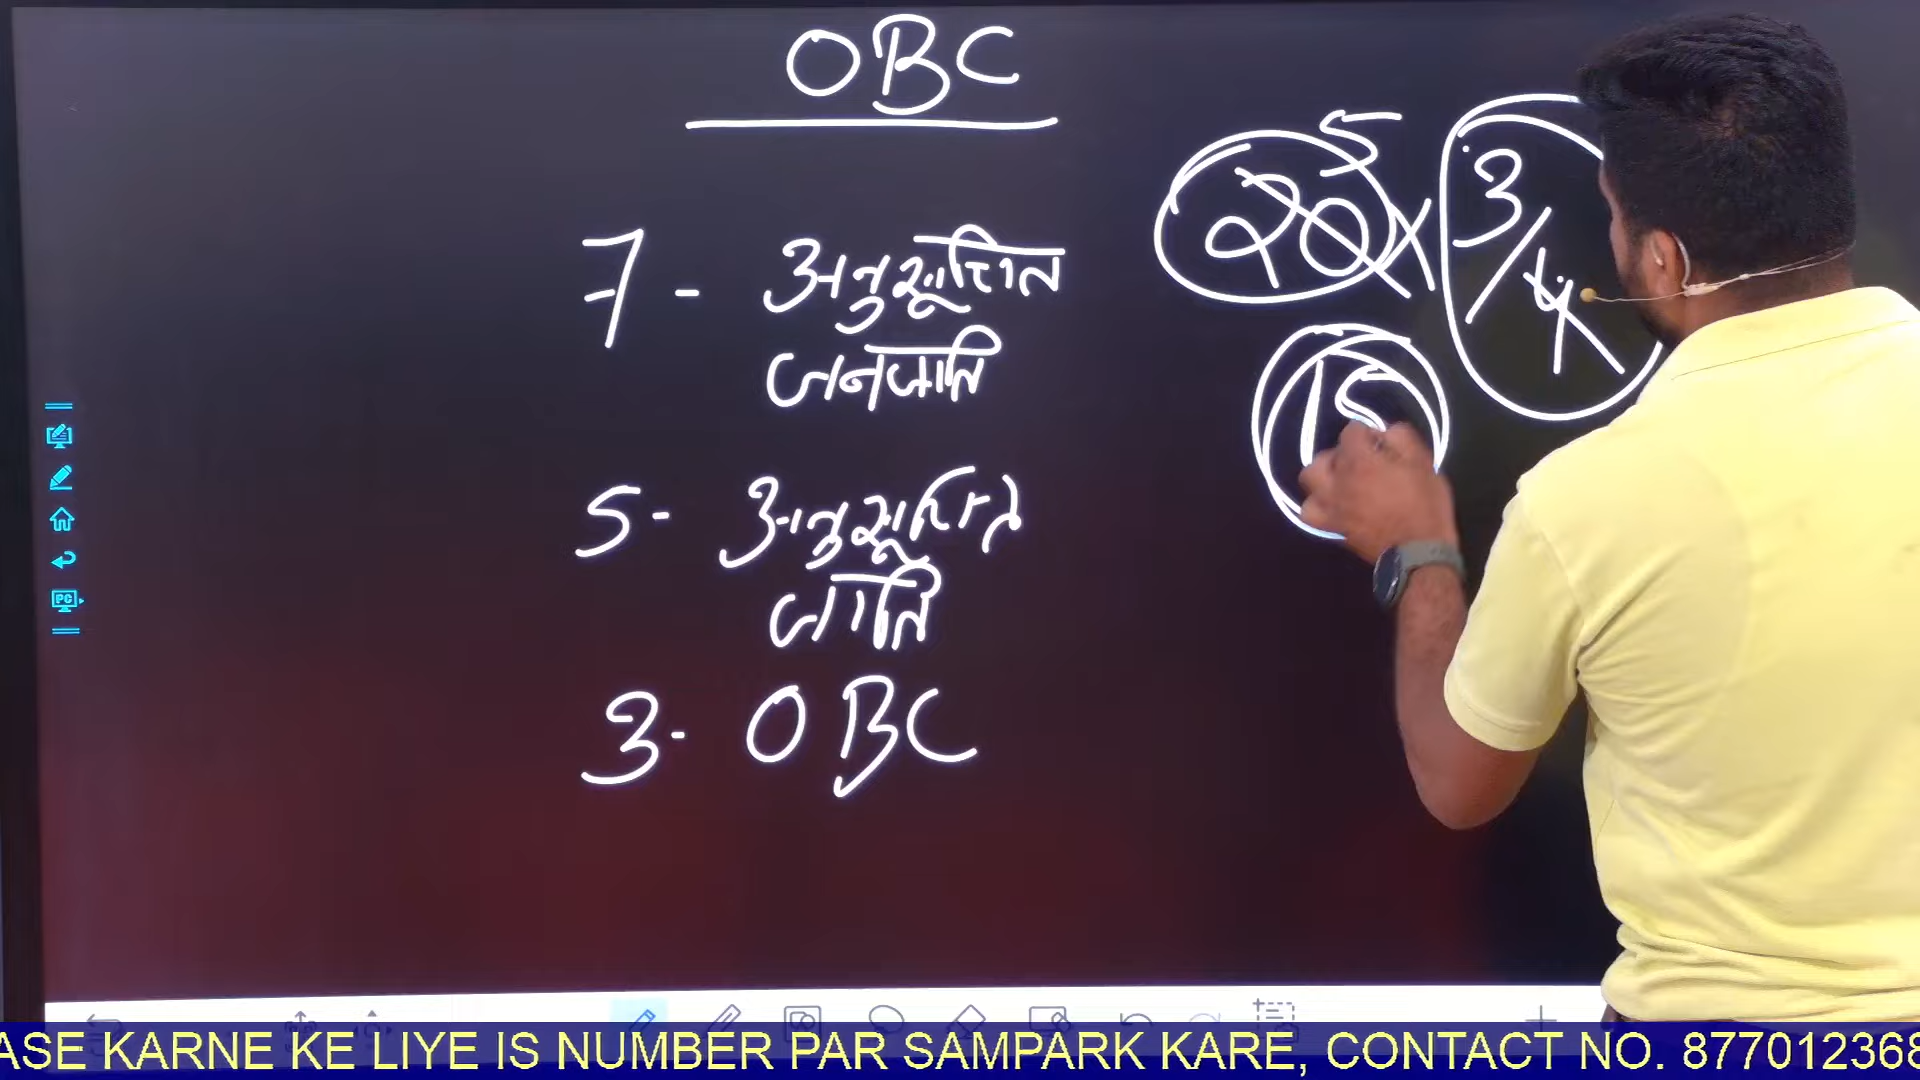 OBC
7 - अनुसूचित
जनजाति
5 - अनुसूचित
जाति
3 - OBC
5
20 × 3/4
15
PC
ASE KARNE KE LIYE IS NUMBER PAR SAMPARK KARE, CONTACT NO. 877012368